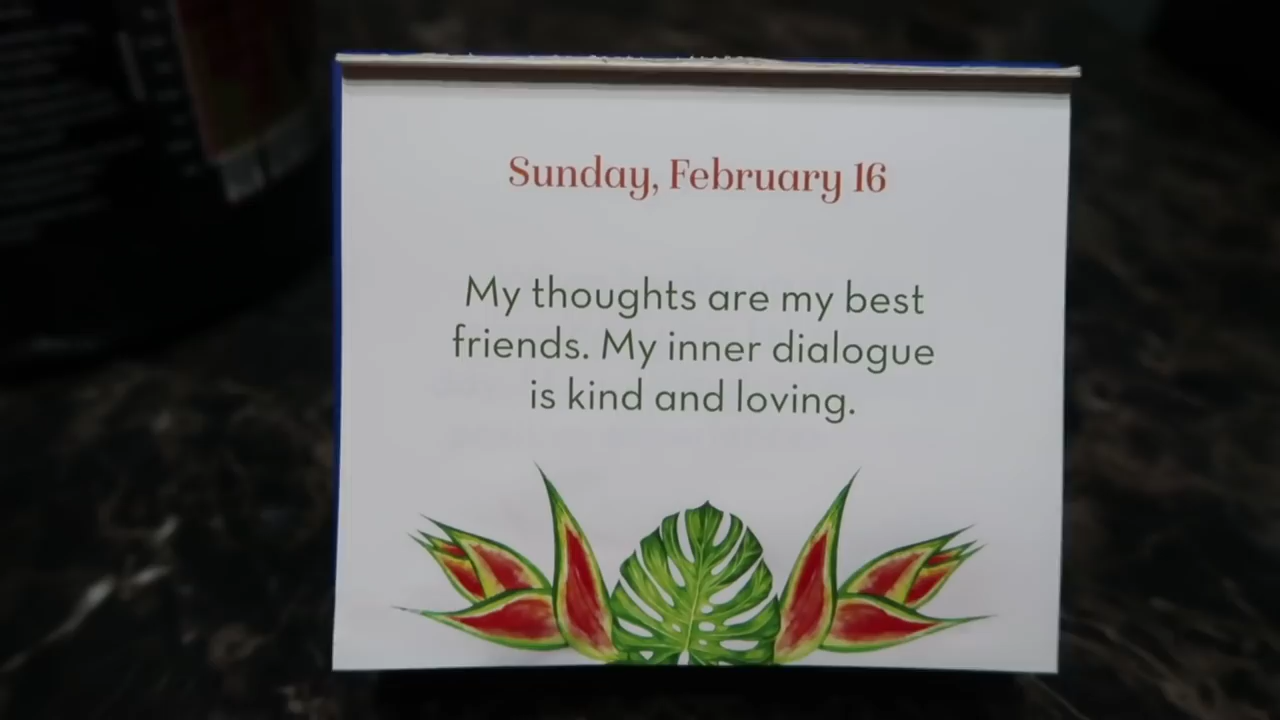 Sunday, February 16
My thoughts are my best
friends. My inner dialogue
is kind and loving.